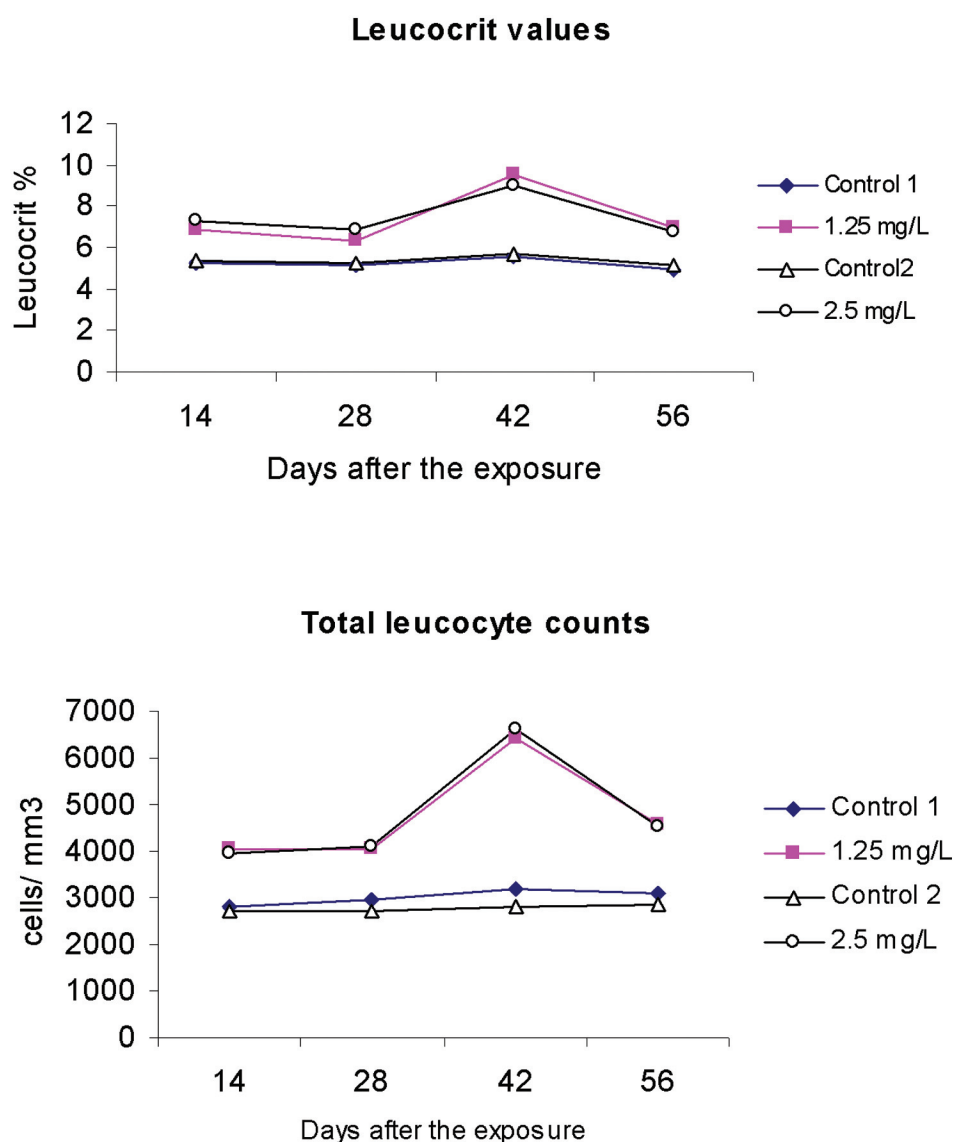 Leucocrit values
12
10
8
6
4
2
0
Leucocrit %
14 28 42 56
Days after the exposure
Control 1
1.25 mg/L
Control2
2.5 mg/L
Total leucocyte counts
7000
6000
5000
4000
3000
2000
1000
0
cells/ mm3
14 28 42 56
Days after the exposure
Control 1
1.25 mg/L
Control 2
2.5 mg/L